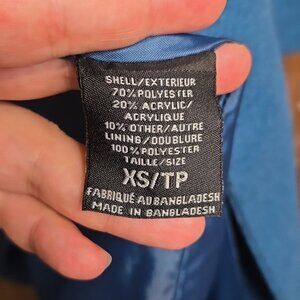 SHELL/EXTERIEUR
70% POLYESTER
20% ACRYLIC/
ACRYLIQUE
10% OTHER/AUTRE
LINING/DOUBLURE
100% POLYESTER
TAILLE/SIZE
XS/TP
FABRIQUÉ AU BANGLADESH
MADE IN BANGLADESH